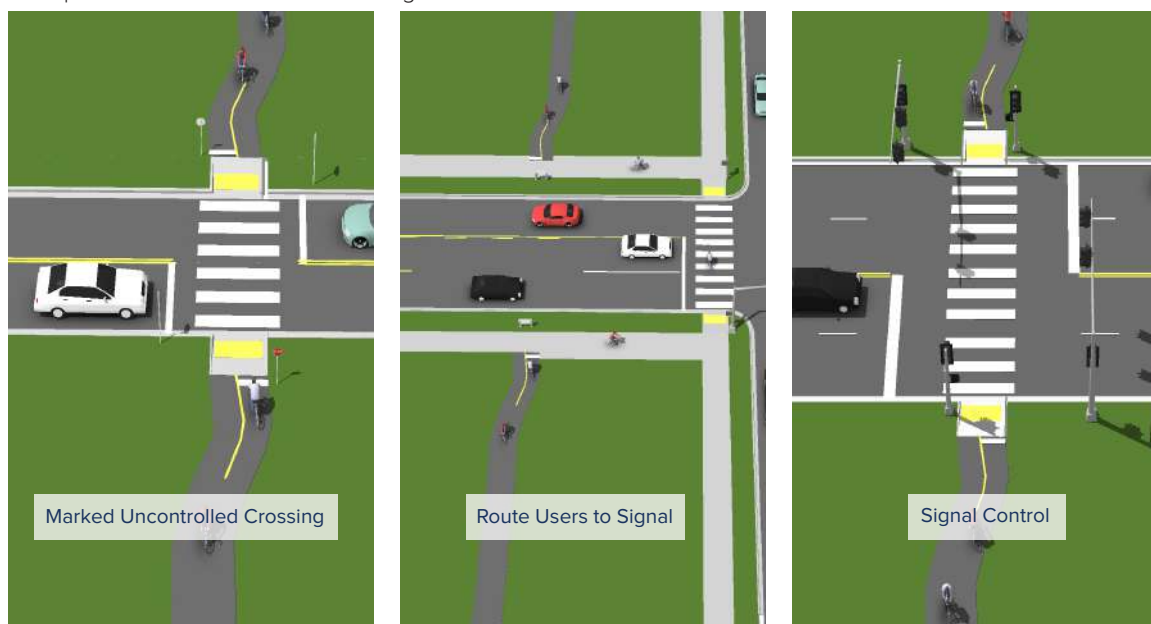 Marked Uncontrolled Crossing
Route Users to Signal
Signal Control